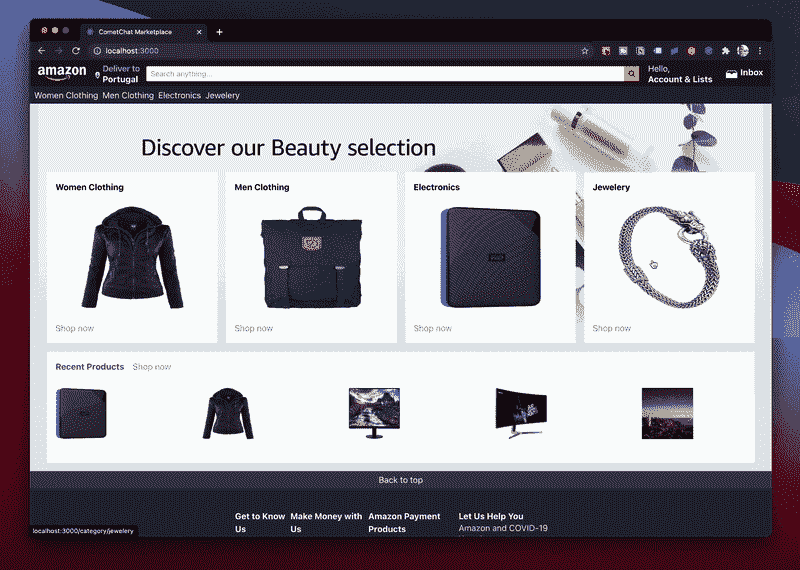 CometChat Marketplace
localhost:3000
amazon
Deliver to
Portugal
Search anything...
Hello,
Account & Lists
Inbox
Women Clothing Men Clothing Electronics Jewelery
Discover our Beauty selection
Women Clothing
Men Clothing
Electronics
Jewelery
WD
Shop now
Shop now
Shop now
Shop now
Recent Products Shop now
Back to top
Get to Know
Us
Make Money with
Us
Amazon Payment
Products
Let Us Help You
Amazon and COVID-19
localhost:3000/category/jewelery